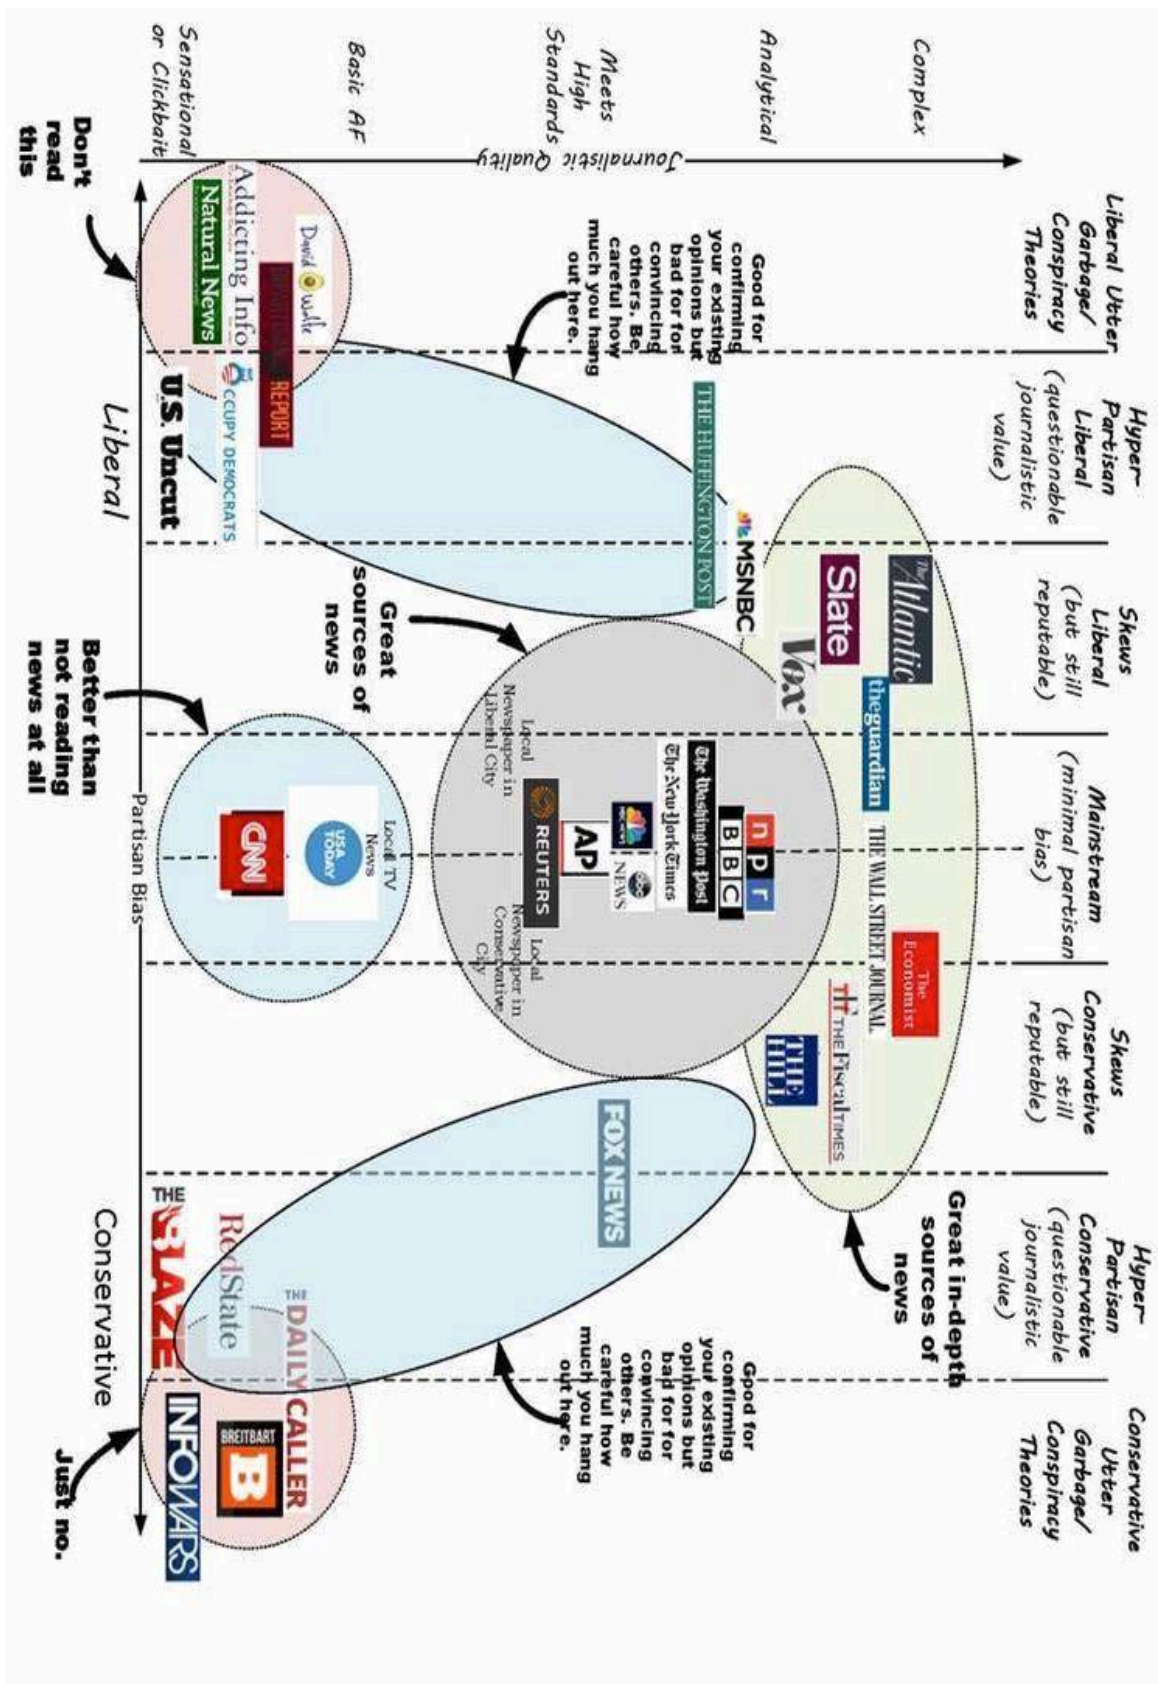 Liberal Utter
Garbage/
Conspiracy
Theories
Hyper-
Partisan
Liberal
(questionable
journalistic
value)
Skews
Liberal
(but still
reputable)
Mainstream
(minimal partisan
bias)
Skews
Conservative
(but still
reputable)
Hyper-
Partisan
Conservative
(questionable
journalistic
value)
Conservative
Utter
Garbage/
Conspiracy
Theories
Complex
Analytical
Meets
High
Standards
Basic AF
Sensational
or Clickbait
Journalistic Quality
Great in-depth
sources of
news
The Atlantic
Slate
theguardian
Vox
THE WALL STREET JOURNAL
The
Economist
TFT THE FISCAL TIMES
THE
HILL
Good for
confirming
your existing
opinions but
bad for for
convincing
others. Be
careful how
much you hang
out here.
MSNBC
THE HUFFINGTON POST
npr
BBC
The Washington Post
The New York Times
NBC NEWS
abc
NEWS
AP
REUTERS
Local
Newspaper in
Liberal City
Local
Newspaper in
Conservative
City
FOX NEWS
Good for
confirming
your existing
opinions but
bad for for
convincing
others. Be
careful how
much you hang
out here.
Great
sources of
news
Local TV
News
USA
TODAY
CNN
David Wolfe
REPORT
Addicting Info
Natural News
CCUPY DEMOCRATS
U.S. Uncut
THE DAILY CALLER
RedState
BREITBART
B
THE
BLAZE
INFOWARS
Don't
read
this
Better than
not reading
news at all
Just no.
Liberal
Partisan Bias
Conservative